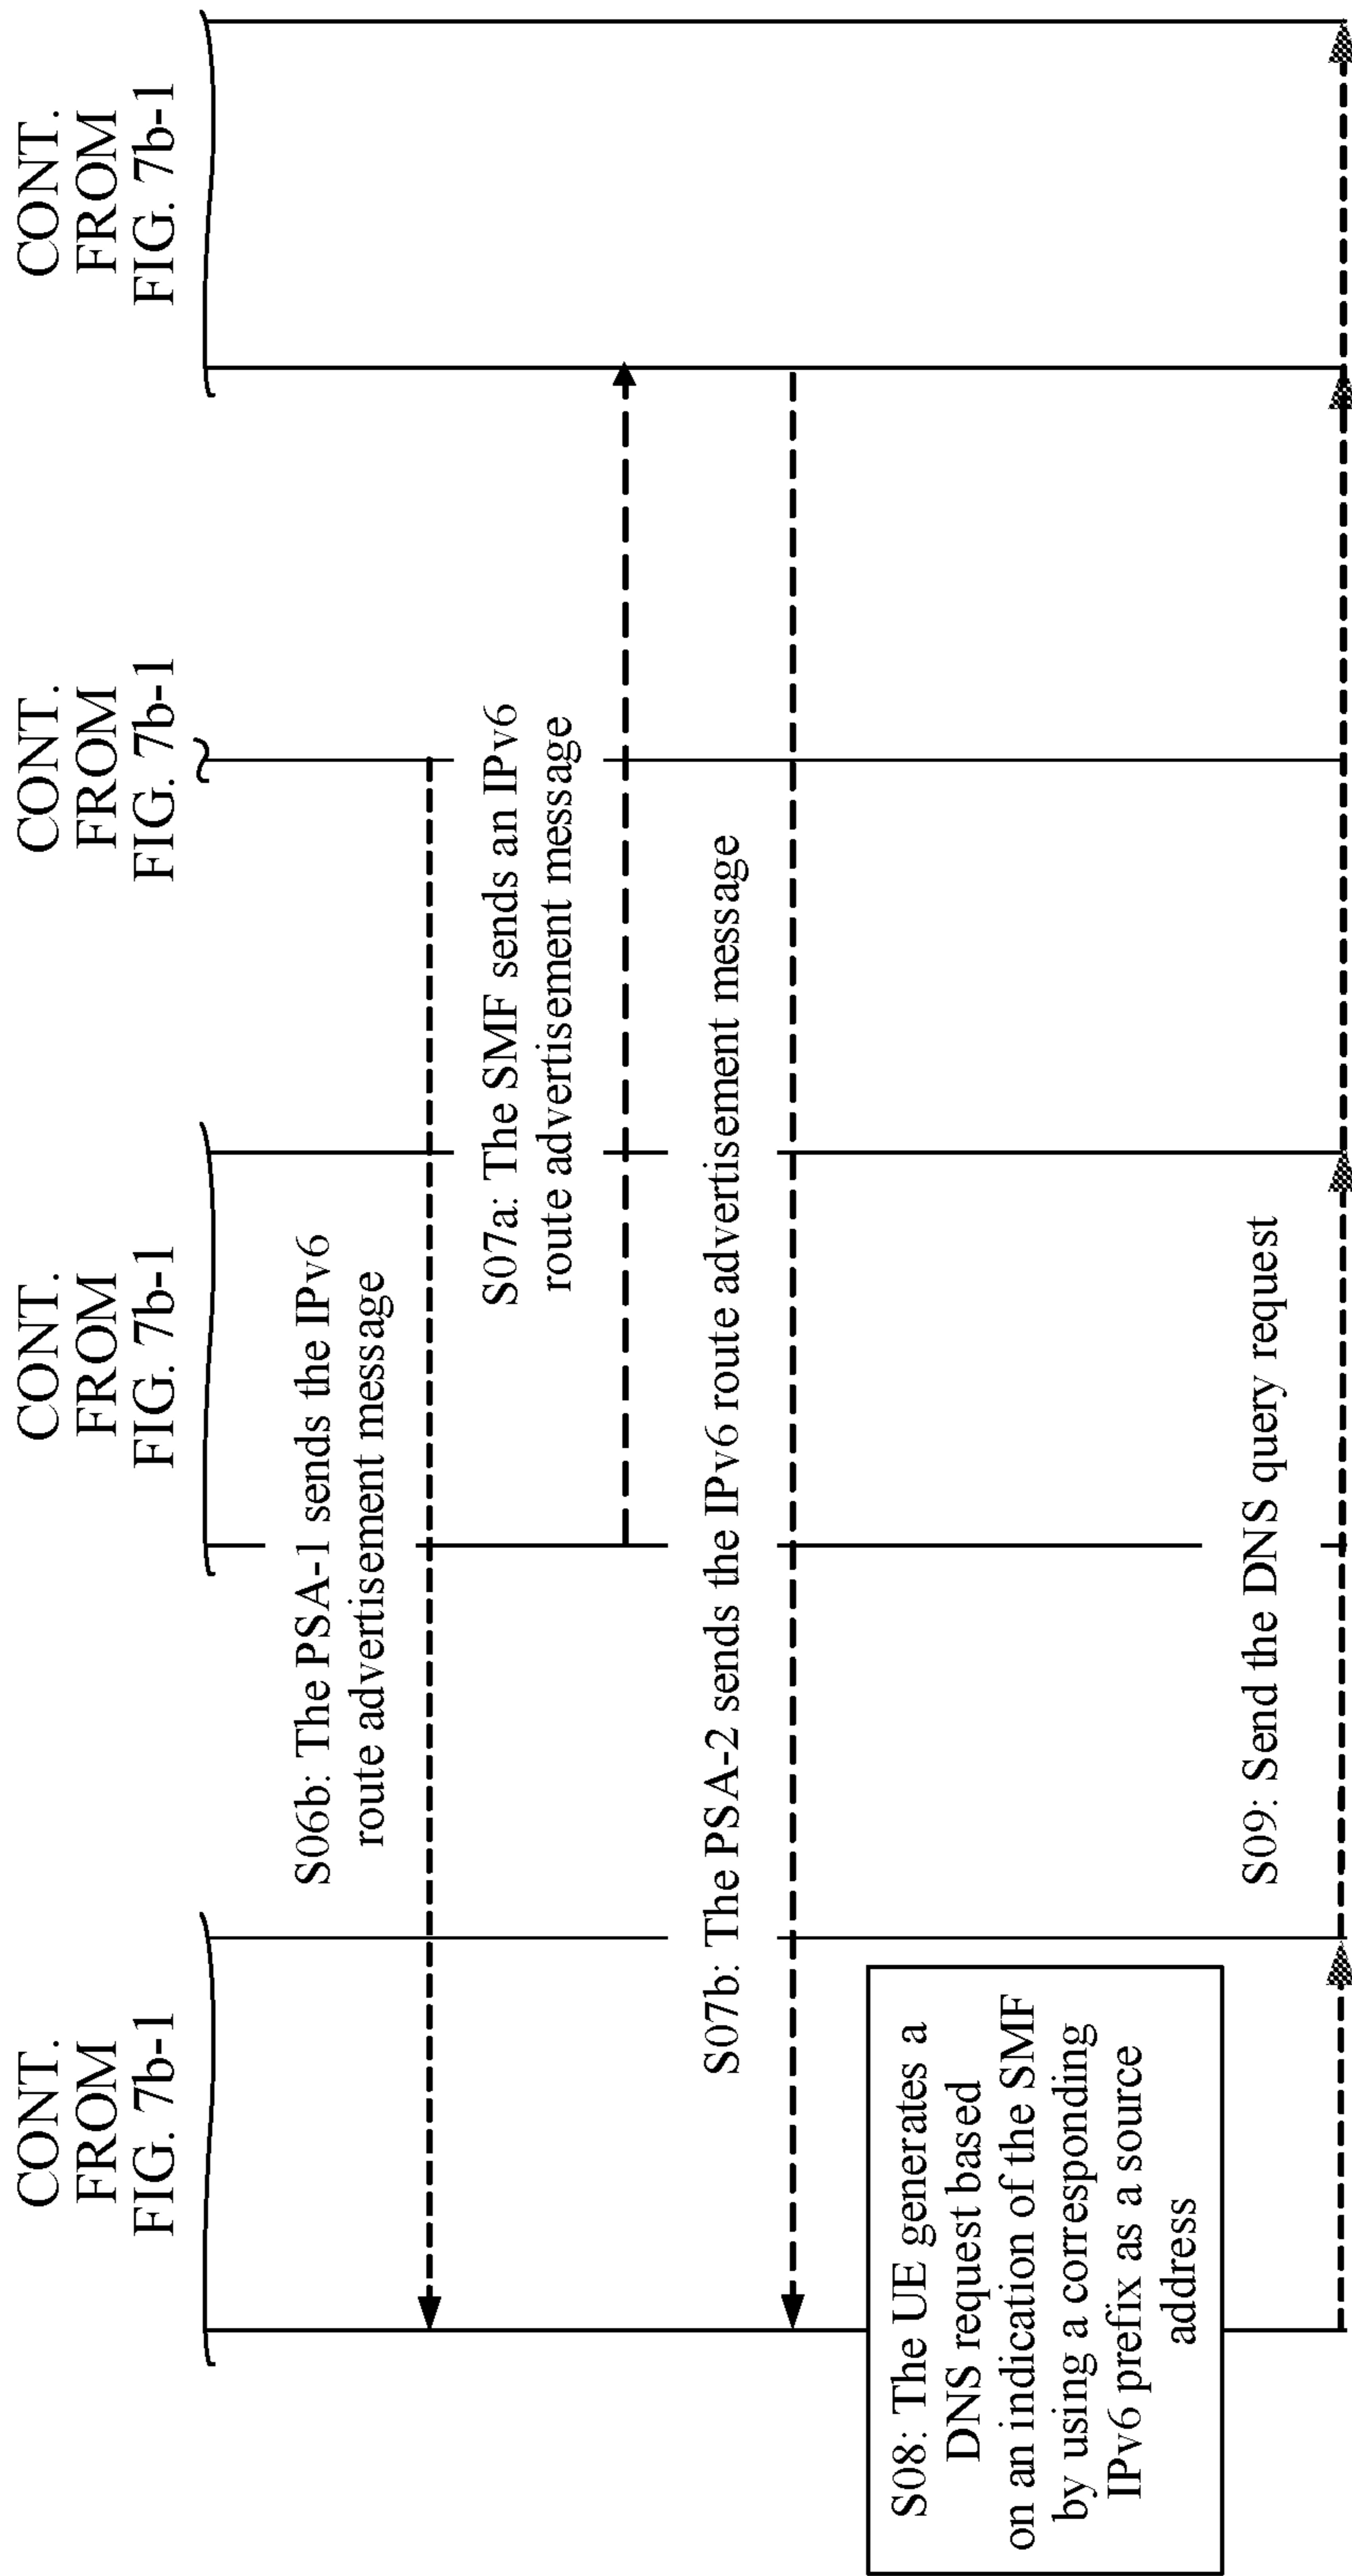 CONT.
FROM
FIG. 7b-1
CONT.
FROM
FIG. 7b-1
CONT.
FROM
FIG. 7b-1
CONT.
FROM
FIG. 7b-1
S06b: The PSA-1 sends the IPv6
route advertisement message
S07a: The SMF sends an IPv6
route advertisement message
S07b: The PSA-2 sends the IPv6 route advertisement message
S08: The UE generates a
DNS request based
on an indication of the SMF
by using a corresponding
IPv6 prefix as a source
address
S09: Send the DNS query request